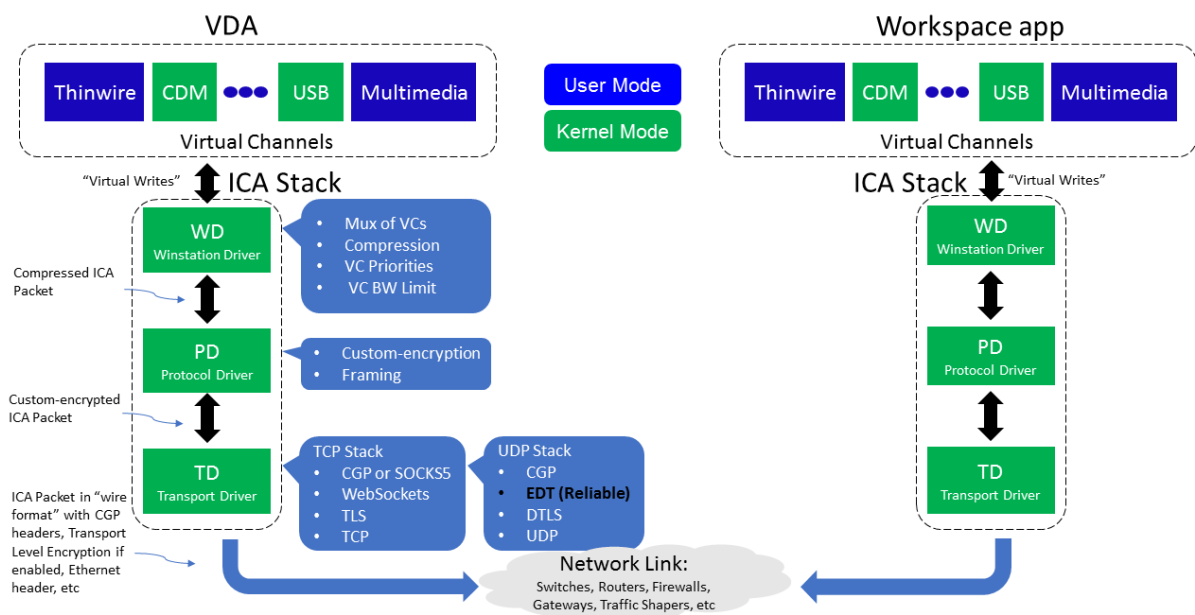 VDA
Thinwire
CDM
USB
Multimedia
Virtual Channels
User Mode
Kernel Mode
Workspace app
Thinwire
CDM
USB
Multimedia
Virtual Channels
“Virtual Writes”
ICA Stack
WD
Winstation Driver
• Mux of VCs
• Compression
• VC Priorities
• VC BW Limit
Compressed ICA
Packet
PD
Protocol Driver
• Custom-encryption
• Framing
Custom-encrypted
ICA Packet
TD
Transport Driver
TCP Stack
• CGP or SOCKS5
• WebSockets
• TLS
• TCP
UDP Stack
• CGP
• EDT (Reliable)
• DTLS
• UDP
ICA Packet in “wire
format” with CGP
headers, Transport
Level Encryption if
enabled, Ethernet
header, etc
Network Link:
Switches, Routers, Firewalls,
Gateways, Traffic Shapers, etc
ICA Stack
“Virtual Writes”
WD
Winstation Driver
PD
Protocol Driver
TD
Transport Driver